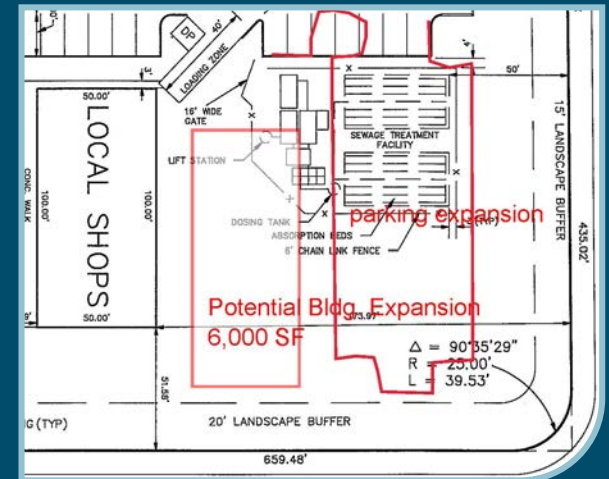 DP
40'
LOADING ZONE
3'
50.00'
16' WIDE
GATE
50'
SEWAGE TREATMENT
FACILITY
LIFT STATION
LOCAL SHOPS
CONC. WALK
100.00'
100.00'
15' LANDSCAPE BUFFER
435.02'
DOSING TANK
parking expansion
ABSORPTION BEDS
(TYP)
6' CHAIN LINK FENCE
Potential Bldg. Expansion
6,000 SF
50.00'
173.97'
Δ = 90°35'29"
R = 25.00'
L = 39.53'
51.58'
(TYP)
20' LANDSCAPE BUFFER
659.48'